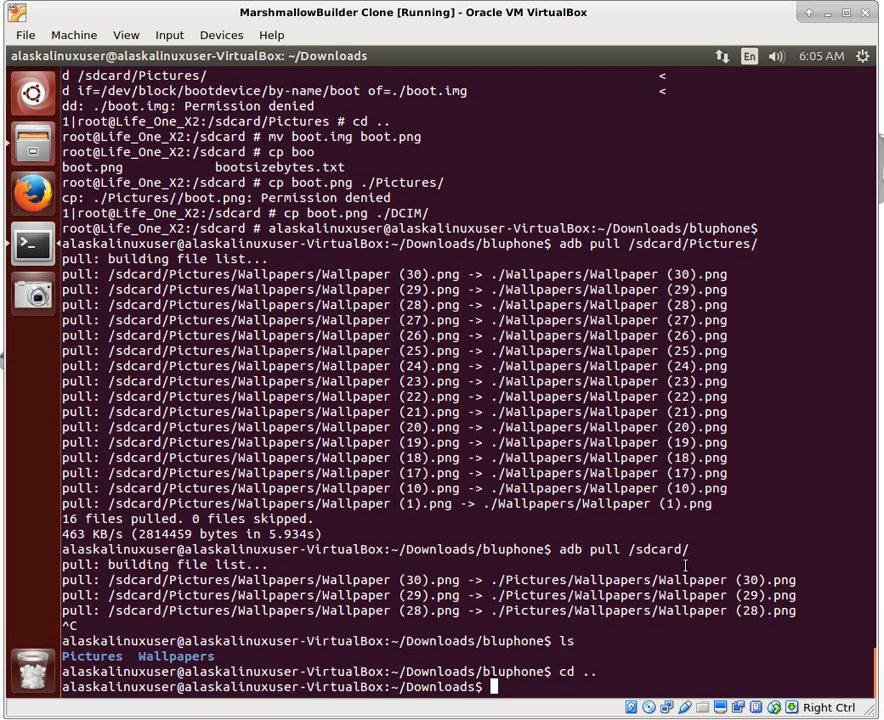 MarshmallowBuilder Clone [Running] - Oracle VM VirtualBox
File Machine View Input Devices Help
alaskalinuxuser@alaskalinuxuser-VirtualBox: ~/Downloads En 6:05 AM
d /sdcard/Pictures/ <
d if=/dev/block/bootdevice/by-name/boot of=./boot.img <
dd: ./boot.img: Permission denied
1|root@Life_One_X2:/sdcard/Pictures # cd ..
root@Life_One_X2:/sdcard # mv boot.img boot.png
root@Life_One_X2:/sdcard # cp boo
boot.png bootsizebytes.txt
root@Life_One_X2:/sdcard # cp boot.png ./Pictures/
cp: ./Pictures//boot.png: Permission denied
1|root@Life_One_X2:/sdcard # cp boot.png ./DCIM/
root@Life_One_X2:/sdcard # alaskalinuxuser@alaskalinuxuser-VirtualBox:~/Downloads/bluphone$
alaskalinuxuser@alaskalinuxuser-VirtualBox:~/Downloads/bluphone$ adb pull /sdcard/Pictures/
pull: building file list...
pull: /sdcard/Pictures/Wallpapers/Wallpaper (30).png -> ./Wallpapers/Wallpaper (30).png
pull: /sdcard/Pictures/Wallpapers/Wallpaper (29).png -> ./Wallpapers/Wallpaper (29).png
pull: /sdcard/Pictures/Wallpapers/Wallpaper (28).png -> ./Wallpapers/Wallpaper (28).png
pull: /sdcard/Pictures/Wallpapers/Wallpaper (27).png -> ./Wallpapers/Wallpaper (27).png
pull: /sdcard/Pictures/Wallpapers/Wallpaper (26).png -> ./Wallpapers/Wallpaper (26).png
pull: /sdcard/Pictures/Wallpapers/Wallpaper (25).png -> ./Wallpapers/Wallpaper (25).png
pull: /sdcard/Pictures/Wallpapers/Wallpaper (24).png -> ./Wallpapers/Wallpaper (24).png
pull: /sdcard/Pictures/Wallpapers/Wallpaper (23).png -> ./Wallpapers/Wallpaper (23).png
pull: /sdcard/Pictures/Wallpapers/Wallpaper (22).png -> ./Wallpapers/Wallpaper (22).png
pull: /sdcard/Pictures/Wallpapers/Wallpaper (21).png -> ./Wallpapers/Wallpaper (21).png
pull: /sdcard/Pictures/Wallpapers/Wallpaper (20).png -> ./Wallpapers/Wallpaper (20).png
pull: /sdcard/Pictures/Wallpapers/Wallpaper (19).png -> ./Wallpapers/Wallpaper (19).png
pull: /sdcard/Pictures/Wallpapers/Wallpaper (18).png -> ./Wallpapers/Wallpaper (18).png
pull: /sdcard/Pictures/Wallpapers/Wallpaper (17).png -> ./Wallpapers/Wallpaper (17).png
pull: /sdcard/Pictures/Wallpapers/Wallpaper (10).png -> ./Wallpapers/Wallpaper (10).png
pull: /sdcard/Pictures/Wallpapers/Wallpaper (1).png -> ./Wallpapers/Wallpaper (1).png
16 files pulled. 0 files skipped.
463 KB/s (2814459 bytes in 5.934s)
alaskalinuxuser@alaskalinuxuser-VirtualBox:~/Downloads/bluphone$ adb pull /sdcard/
pull: building file list...
pull: /sdcard/Pictures/Wallpapers/Wallpaper (30).png -> ./Pictures/Wallpapers/Wallpaper (30).png
pull: /sdcard/Pictures/Wallpapers/Wallpaper (29).png -> ./Pictures/Wallpapers/Wallpaper (29).png
pull: /sdcard/Pictures/Wallpapers/Wallpaper (28).png -> ./Pictures/Wallpapers/Wallpaper (28).png
^C
alaskalinuxuser@alaskalinuxuser-VirtualBox:~/Downloads/bluphone$ ls
Pictures Wallpapers
alaskalinuxuser@alaskalinuxuser-VirtualBox:~/Downloads/bluphone$ cd ..
alaskalinuxuser@alaskalinuxuser-VirtualBox:~/Downloads$
Right Ctrl